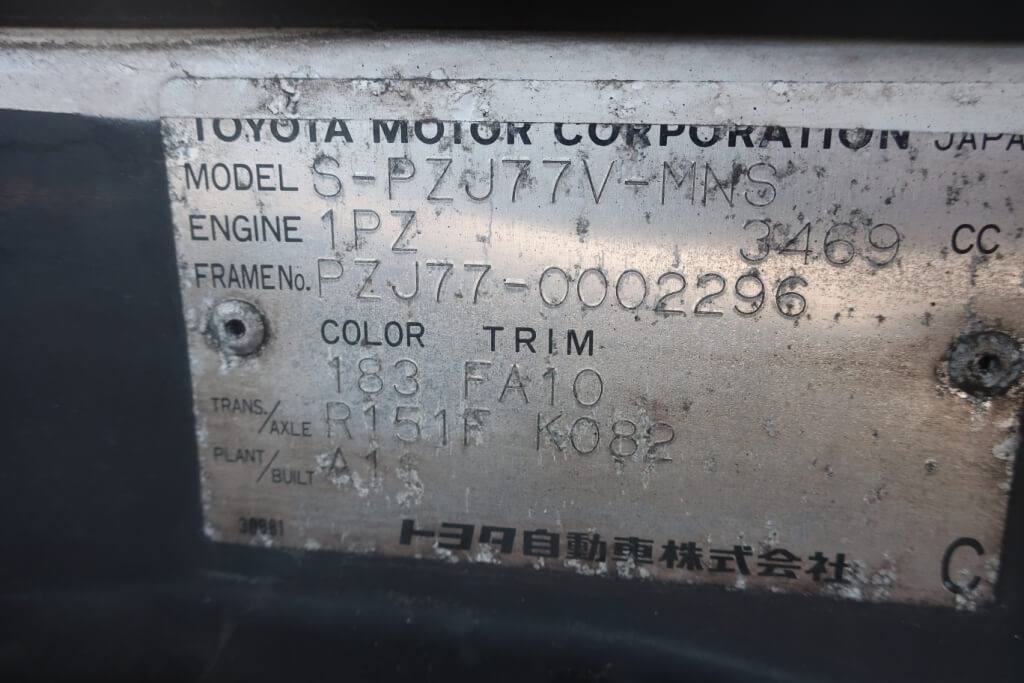 TOYOTA MOTOR CORPORATION JAPA
MODEL S-PZJ77V-MNS
ENGINE 1PZ 3469 CC
FRAME No. PZJ77-0002296
COLOR TRIM
183 FA10
TRANS./AXLE R151F K082
PLANT/BUILT A1
30881
トヨタ自動車株式会社 C